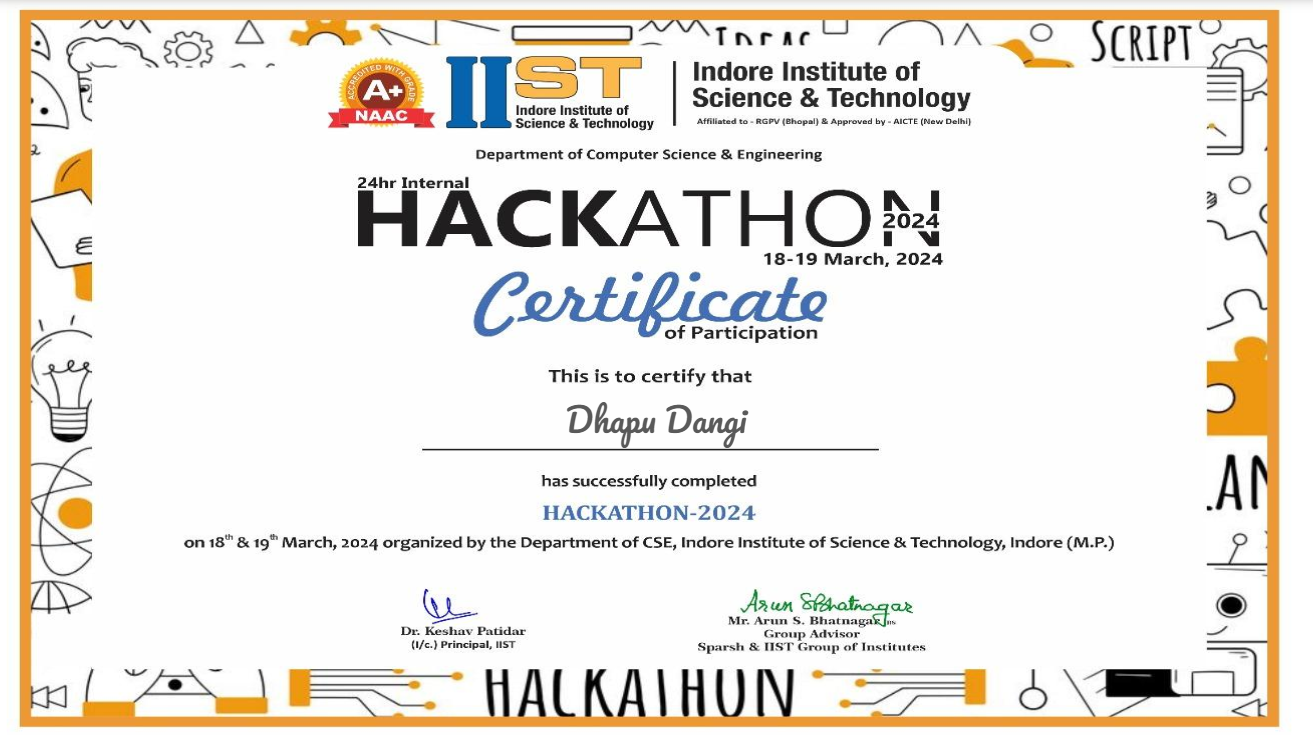 IDEAS
SCRIPT
ACCREDITED WITH GRADE
A+
NAAC
IIST
Indore Institute of
Science & Technology
Indore Institute of
Science & Technology
Affiliated to - RGPV (Bhopal) & Approved by - AICTE (New Delhi)
Department of Computer Science & Engineering
24hr Internal
HACKATHON
2024
18-19 March, 2024
Certificate
of Participation
This is to certify that
Dhapu Dangi
has successfully completed
HACKATHON-2024
on 18th & 19th March, 2024 organized by the Department of CSE, Indore Institute of Science & Technology, Indore (M.P.)
LAN
Arun S Bhatnagar
Dr. Keshav Patidar
(I/c.) Principal, IIST
Mr. Arun S. Bhatnagar
Group Advisor
Sparsh & IIST Group of Institutes
HACKATHON